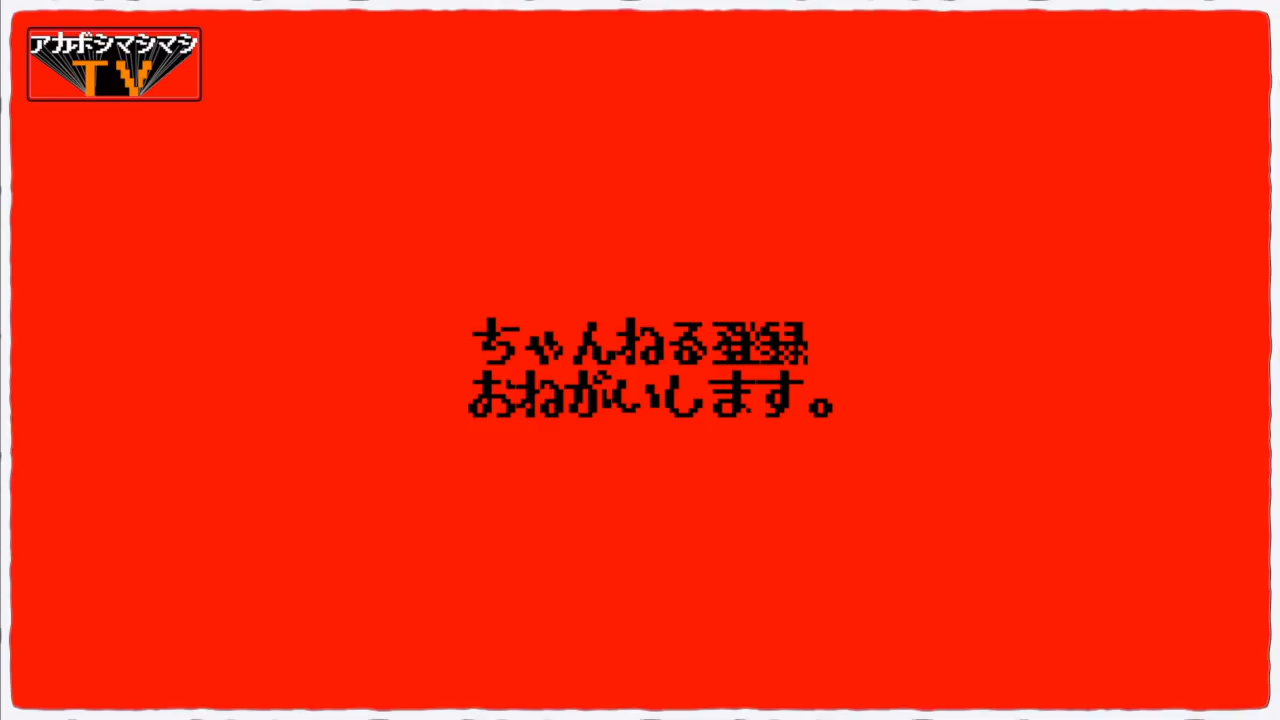 アカボシマシマシ
TV
ちゃんねる登録
おねがいします。